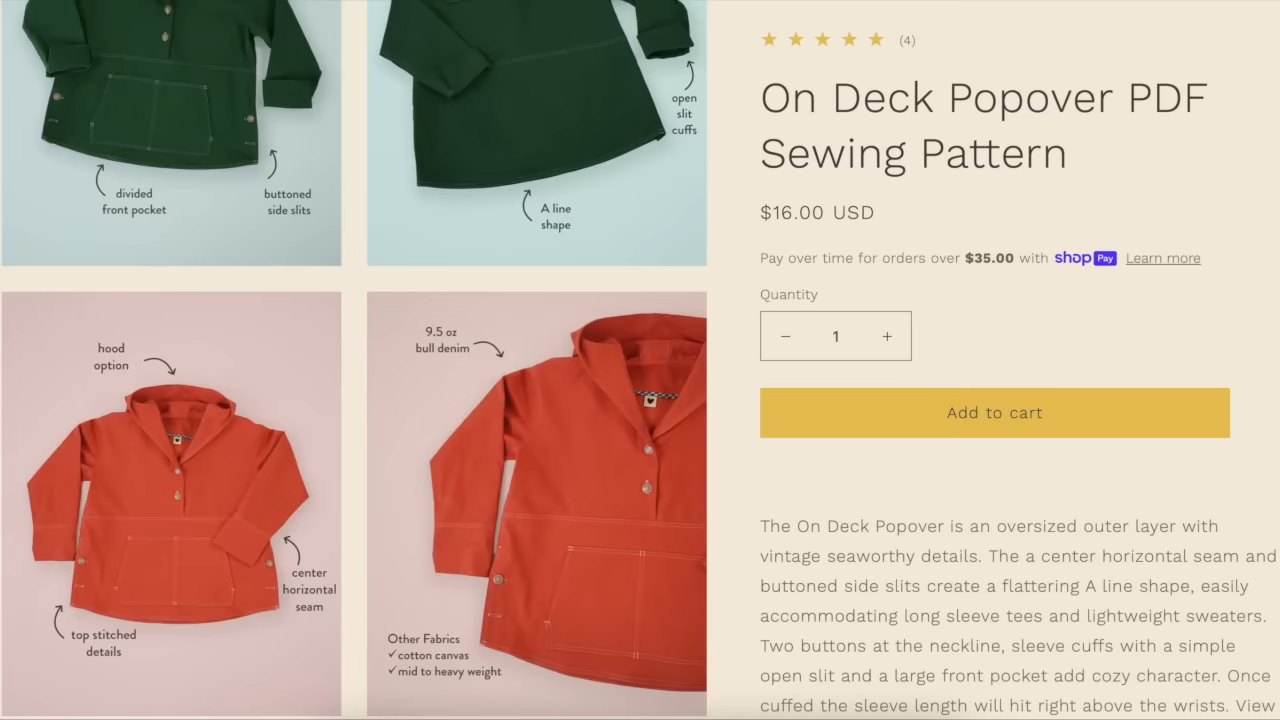 open
slit
cuffs
divided
front pocket
buttoned
side slits
A line
shape
hood
option
9.5 oz
bull denim
center
horizontal
seam
top stitched
details
Other Fabrics
✓cotton canvas
✓mid to heavy weight
(4)
On Deck Popover PDF
Sewing Pattern
$16.00 USD
Pay over time for orders over $35.00 with shop Pay Learn more
Quantity
− 1 +
Add to cart
The On Deck Popover is an oversized outer layer with
vintage seaworthy details. The a center horizontal seam and
buttoned side slits create a flattering A line shape, easily
accommodating long sleeve tees and lightweight sweaters.
Two buttons at the neckline, sleeve cuffs with a simple
open slit and a large front pocket add cozy character. Once
cuffed the sleeve length will hit right above the wrists. View